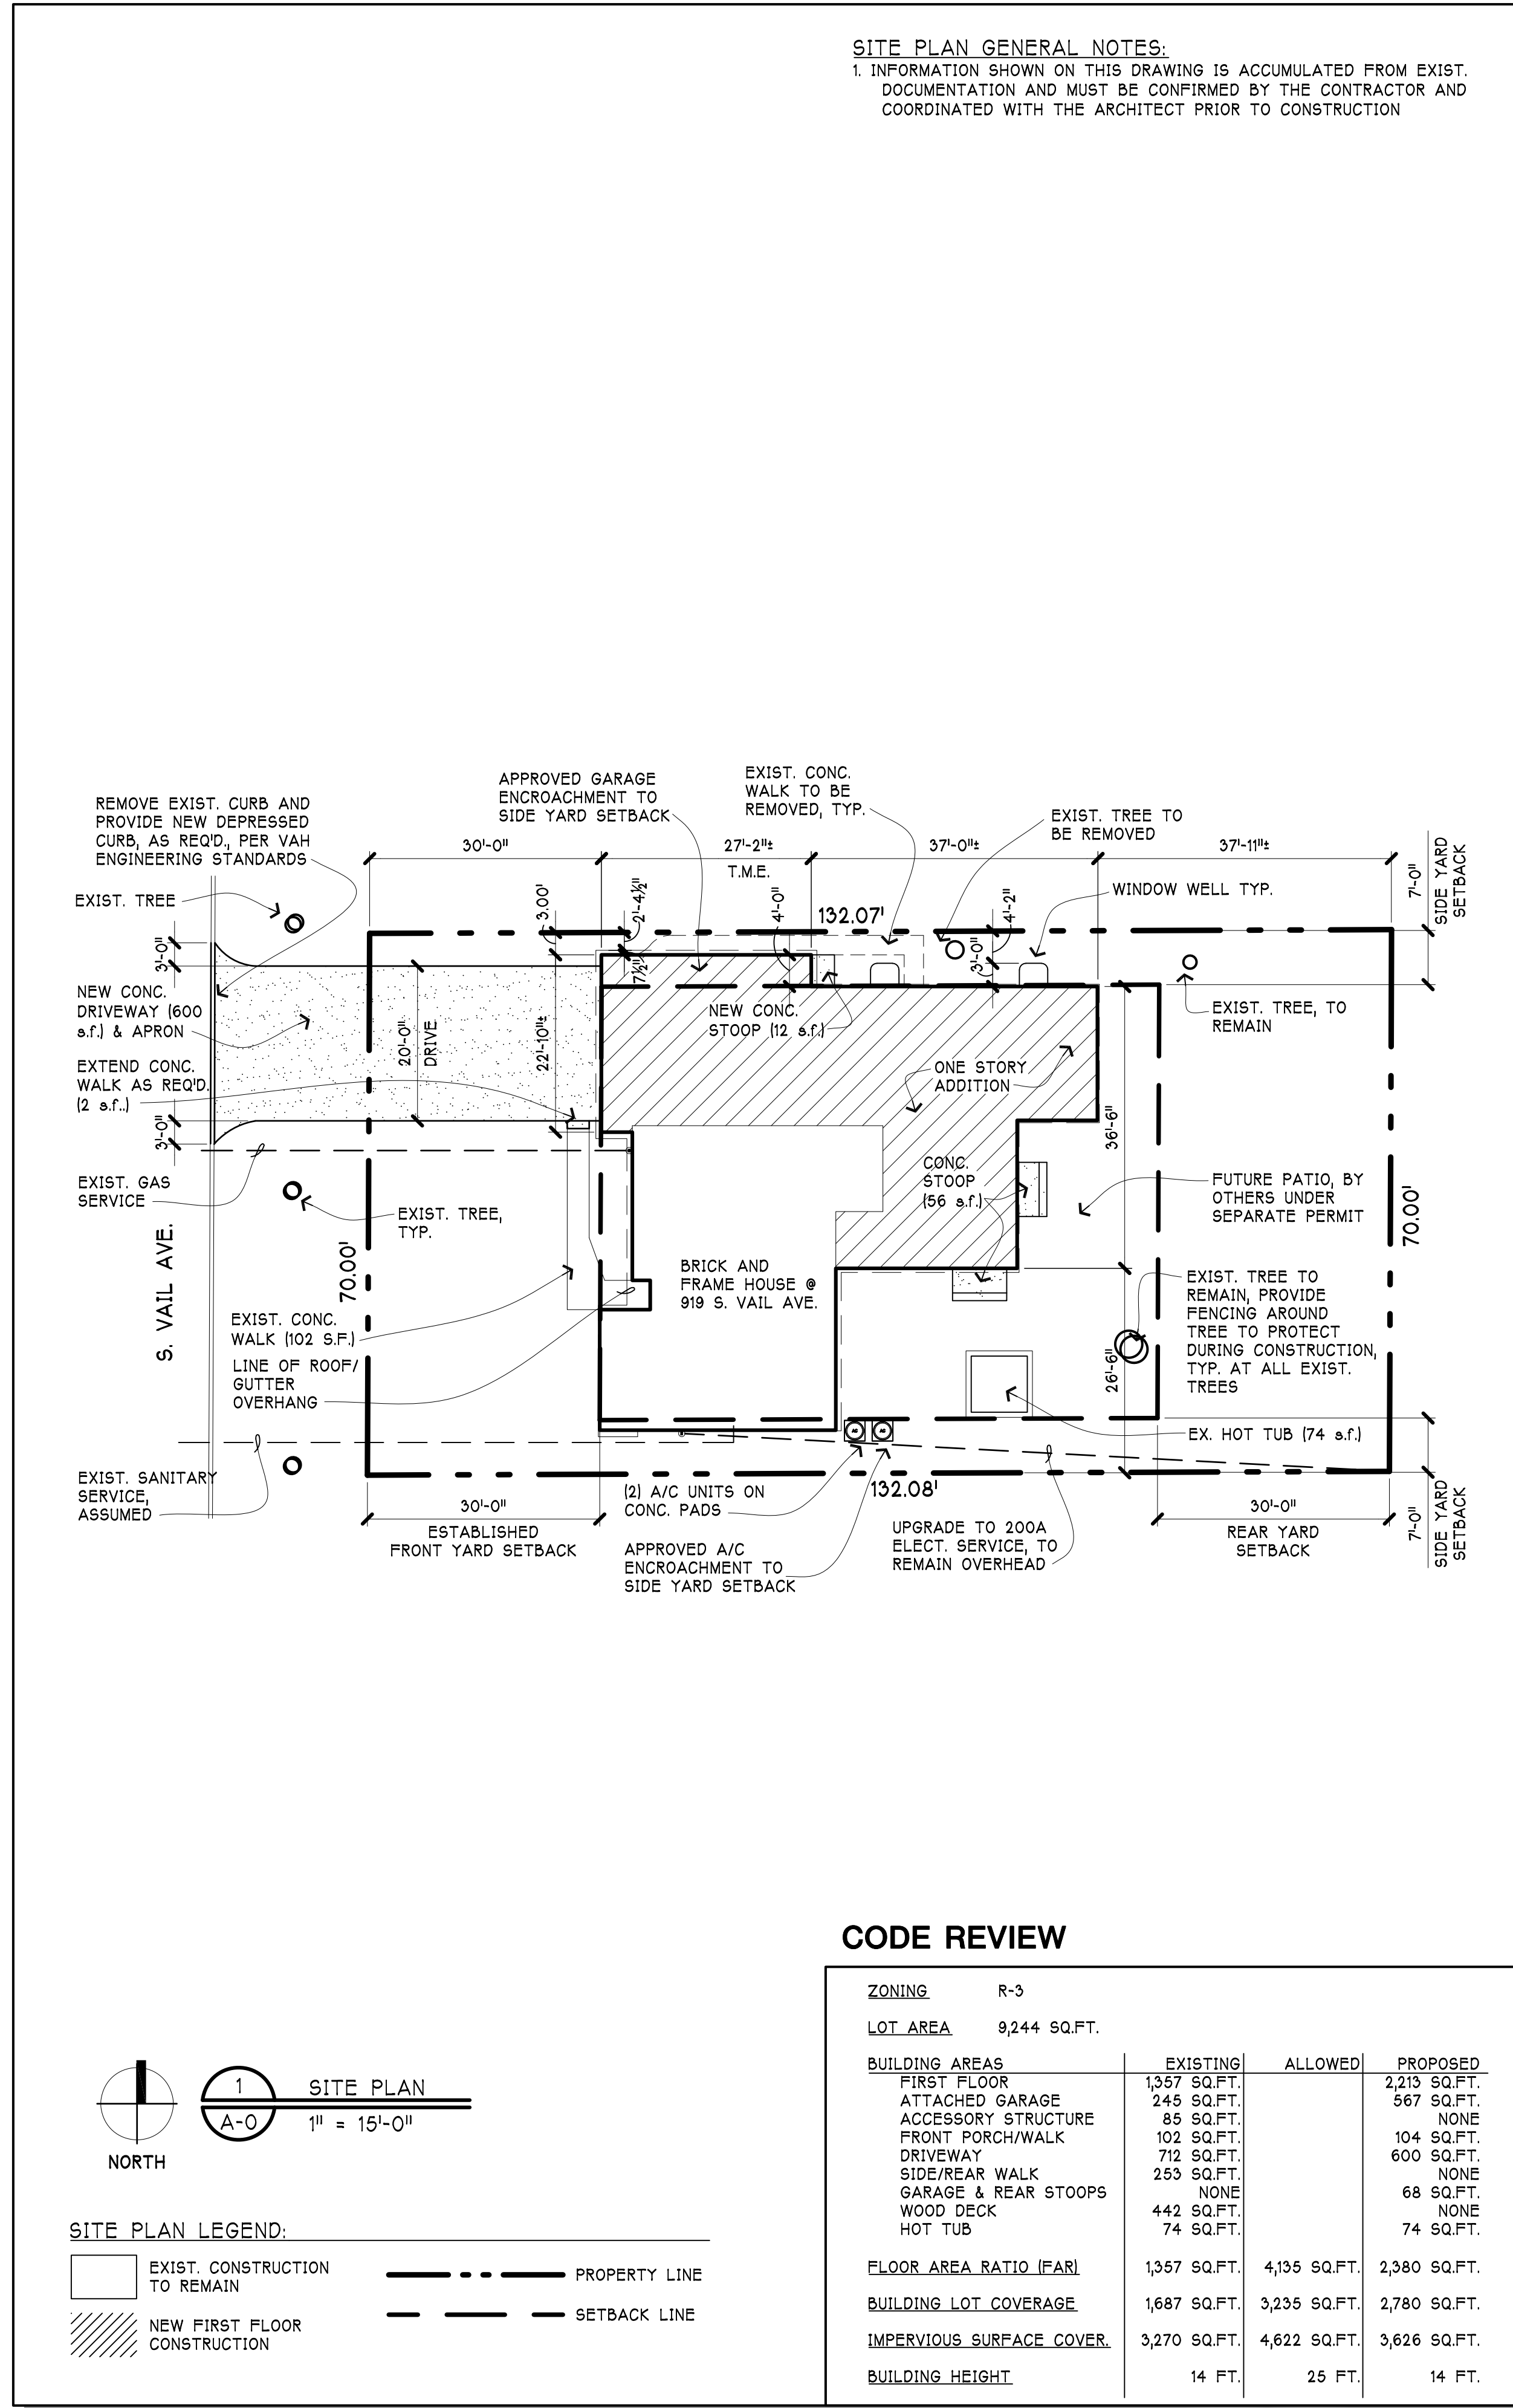 SITE PLAN GENERAL NOTES:
1. INFORMATION SHOWN ON THIS DRAWING IS ACCUMULATED FROM EXIST.
DOCUMENTATION AND MUST BE CONFIRMED BY THE CONTRACTOR AND
COORDINATED WITH THE ARCHITECT PRIOR TO CONSTRUCTION
REMOVE EXIST. CURB AND
PROVIDE NEW DEPRESSED
CURB, AS REQ'D., PER VAH
ENGINEERING STANDARDS
APPROVED GARAGE
ENCROACHMENT TO
SIDE YARD SETBACK
EXIST. CONC.
WALK TO BE
REMOVED, TYP.
EXIST. TREE TO
BE REMOVED
30'-0"
27'-2"±
T.M.E.
37'-0"±
37'-11"±
7'-0"
SIDE YARD
SETBACK
WINDOW WELL TYP.
EXIST. TREE
3.00'
2'-4½"
7½"
4'-0"
132.07'
4'-2"
3'-0"
3'-0"
NEW CONC.
DRIVEWAY (600
s.f.) & APRON
20'-0"
DRIVE
22'-10"±
NEW CONC.
STOOP (12 s.f.)
EXIST. TREE, TO
REMAIN
EXTEND CONC.
WALK AS REQ'D.
(2 s.f..)
ONE STORY
ADDITION
3'-0"
36'-6"
EXIST. GAS
SERVICE
CONC.
STOOP
(56 s.f.)
FUTURE PATIO, BY
OTHERS UNDER
SEPARATE PERMIT
EXIST. TREE,
TYP.
S. VAIL AVE.
70.00'
70.00'
BRICK AND
FRAME HOUSE @
919 S. VAIL AVE.
EXIST. TREE TO
REMAIN, PROVIDE
FENCING AROUND
TREE TO PROTECT
DURING CONSTRUCTION,
TYP. AT ALL EXIST.
TREES
EXIST. CONC.
WALK (102 S.F.)
LINE OF ROOF/
GUTTER
OVERHANG
26'-6"
EX. HOT TUB (74 s.f.)
EXIST. SANITARY
SERVICE,
ASSUMED
(2) A/C UNITS ON
CONC. PADS
132.08'
30'-0"
ESTABLISHED
FRONT YARD SETBACK
APPROVED A/C
ENCROACHMENT TO
SIDE YARD SETBACK
UPGRADE TO 200A
ELECT. SERVICE, TO
REMAIN OVERHEAD
30'-0"
REAR YARD
SETBACK
7'-0"
SIDE YARD
SETBACK
CODE REVIEW
ZONING R-3
LOT AREA 9,244 SQ.FT.
BUILDING AREAS EXISTING ALLOWED PROPOSED
FIRST FLOOR 1,357 SQ.FT. 2,213 SQ.FT.
ATTACHED GARAGE 245 SQ.FT. 567 SQ.FT.
ACCESSORY STRUCTURE 85 SQ.FT. NONE
FRONT PORCH/WALK 102 SQ.FT. 104 SQ.FT.
DRIVEWAY 712 SQ.FT. 600 SQ.FT.
SIDE/REAR WALK 253 SQ.FT. NONE
GARAGE & REAR STOOPS NONE 68 SQ.FT.
WOOD DECK 442 SQ.FT. NONE
HOT TUB 74 SQ.FT. 74 SQ.FT.
FLOOR AREA RATIO (FAR) 1,357 SQ.FT. 4,135 SQ.FT. 2,380 SQ.FT.
BUILDING LOT COVERAGE 1,687 SQ.FT. 3,235 SQ.FT. 2,780 SQ.FT.
IMPERVIOUS SURFACE COVER. 3,270 SQ.FT. 4,622 SQ.FT. 3,626 SQ.FT.
BUILDING HEIGHT 14 FT. 25 FT. 14 FT.
NORTH
1
A-0
SITE PLAN
1" = 15'-0"
SITE PLAN LEGEND:
EXIST. CONSTRUCTION
TO REMAIN
PROPERTY LINE
NEW FIRST FLOOR
CONSTRUCTION
SETBACK LINE